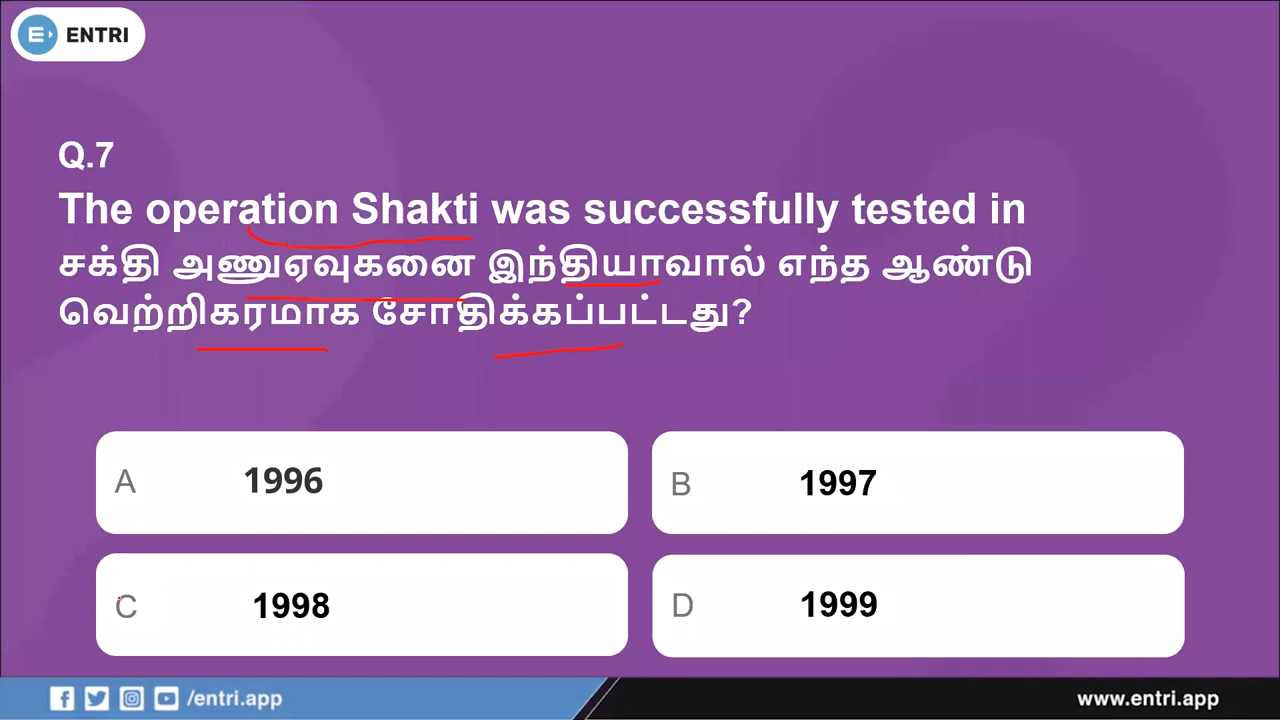 ENTRI
Q.7
The operation Shakti was successfully tested in
சக்தி அணுஏவுகனை இந்தியாவால் எந்த ஆண்டு
வெற்றிகரமாக சோதிக்கப்பட்டது?
A 1996
B 1997
C 1998
D 1999
/entri.app
www.entri.app